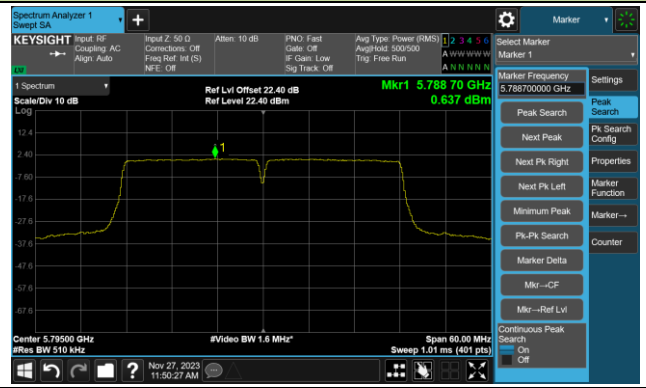 Spectrum Analyzer 1
Swept SA
Marker
KEYSIGHT
Input: RF
Coupling: AC
Align: Auto
Input Z: 50 Ω
Corrections: Off
Freq Ref: Int (S)
NFE: Off
Atten: 10 dB
PNO: Fast
Gate: Off
IF Gain: Low
Sig Track: Off
Avg Type: Power (RMS)
Avg|Hold: 500/500
Trig: Free Run
1 2 3 4 5 6
A W W W W W
A N N N N N
Select Marker
Marker 1
1 Spectrum
Scale/Div 10 dB
Log
Ref Lvl Offset 22.40 dB
Ref Level 22.40 dBm
Mkr1 5.788 70 GHz
0.637 dBm
12.4
2.40
-7.60
-17.6
-27.6
-37.6
-47.6
-57.6
-67.6
1
Center 5.79500 GHz
#Res BW 510 kHz
#Video BW 1.6 MHz*
Span 60.00 MHz
Sweep 1.01 ms (401 pts)
Marker Frequency
5.788700000 GHz
Peak Search
Next Peak
Next Pk Right
Next Pk Left
Minimum Peak
Pk-Pk Search
Marker Delta
Mkr→CF
Mkr→Ref Lvl
Continuous Peak
Search
On
Off
Settings
Peak
Search
Pk Search
Config
Properties
Marker
Function
Marker→
Counter
?
Nov 27, 2023
11:50:27 AM